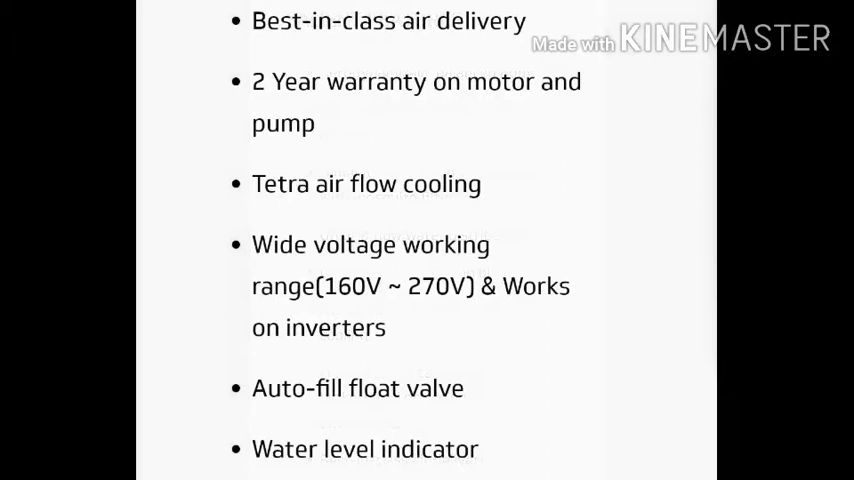 • Best-in-class air delivery
Made with KINEMASTER
• 2 Year warranty on motor and
pump
• Tetra air flow cooling
• Wide voltage working
range(160V ~ 270V) & Works
on inverters
• Auto-fill float valve
• Water level indicator